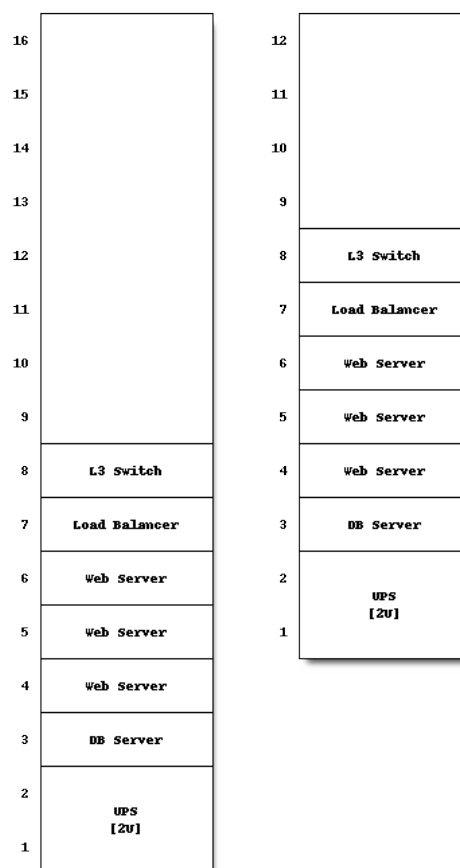 16
15
14
13
12
11
10
9
8 L3 Switch
7 Load Balancer
6 Web Server
5 Web Server
4 Web Server
3 DB Server
2
UPS
[2U]
1
12
11
10
9
8 L3 Switch
7 Load Balancer
6 Web Server
5 Web Server
4 Web Server
3 DB Server
2
UPS
[2U]
1